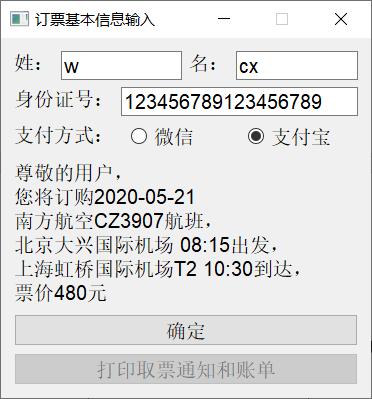 订票基本信息输入
姓： w 名： cx
身份证号： 123456789123456789
支付方式： 微信 支付宝
尊敬的用户，
您将订购2020-05-21
南方航空CZ3907航班，
北京大兴国际机场 08:15出发，
上海虹桥国际机场T2 10:30到达，
票价480元
确定
打印取票通知和账单